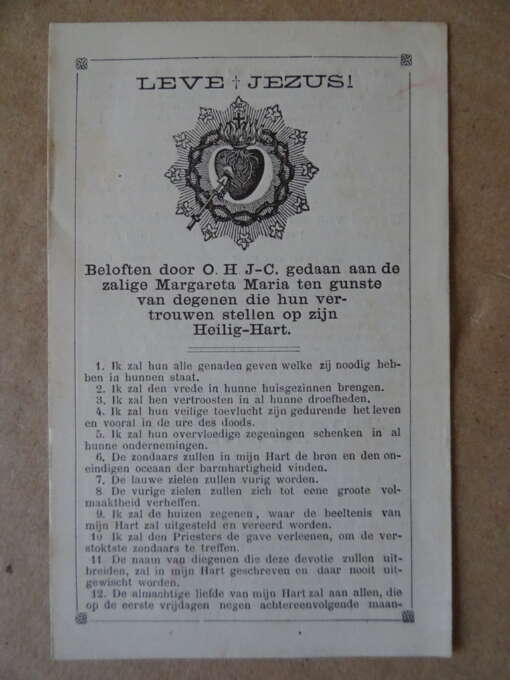 LEVE † JEZUS!
Beloften door O. H J-C. gedaan aan de
zalige Margareta Maria ten gunste
van degenen die hun ver-
trouwen stellen op zijn
Heilig-Hart.
1. Ik zal hun alle genaden geven welke zij noodig heb-
ben in hunnen staat.
2. Ik zal den vrede in hunne huisgezinnen brengen.
3. Ik zal hen vertroosten in al hunne droefheden.
4. Ik zal hun veilige toevlucht zijn gedurende het leven
en vooral in de ure des doods.
5. Ik zal hun overvloedige zegeningen schenken in al
hunne ondernemingen.
6. De zondaars zullen in mijn Hart de bron en den on-
eindigen oceaan der barmhartigheid vinden.
7. De lauwe zielen zullen vurig worden.
8. De vurige zielen zullen zich tot eene groote vol-
maaktheid verheffen.
9. Ik zal de huizen zegenen, waar de beeltenis van
mijn Hart zal uitgesteld en vereerd worden.
10 Ik zal den Priesters de gave verleenen, om de ver-
stoktste zondaars te treffen.
11 De naam van diegenen die deze devotie zullen uit-
breiden, zal in mijn Hart geschreven en daar nooit uit-
gewischt worden.
12. De almachtige liefde van mijn Hart zal aan allen, die
op de eerste vrijdagen negen achtereenvolgende maan-